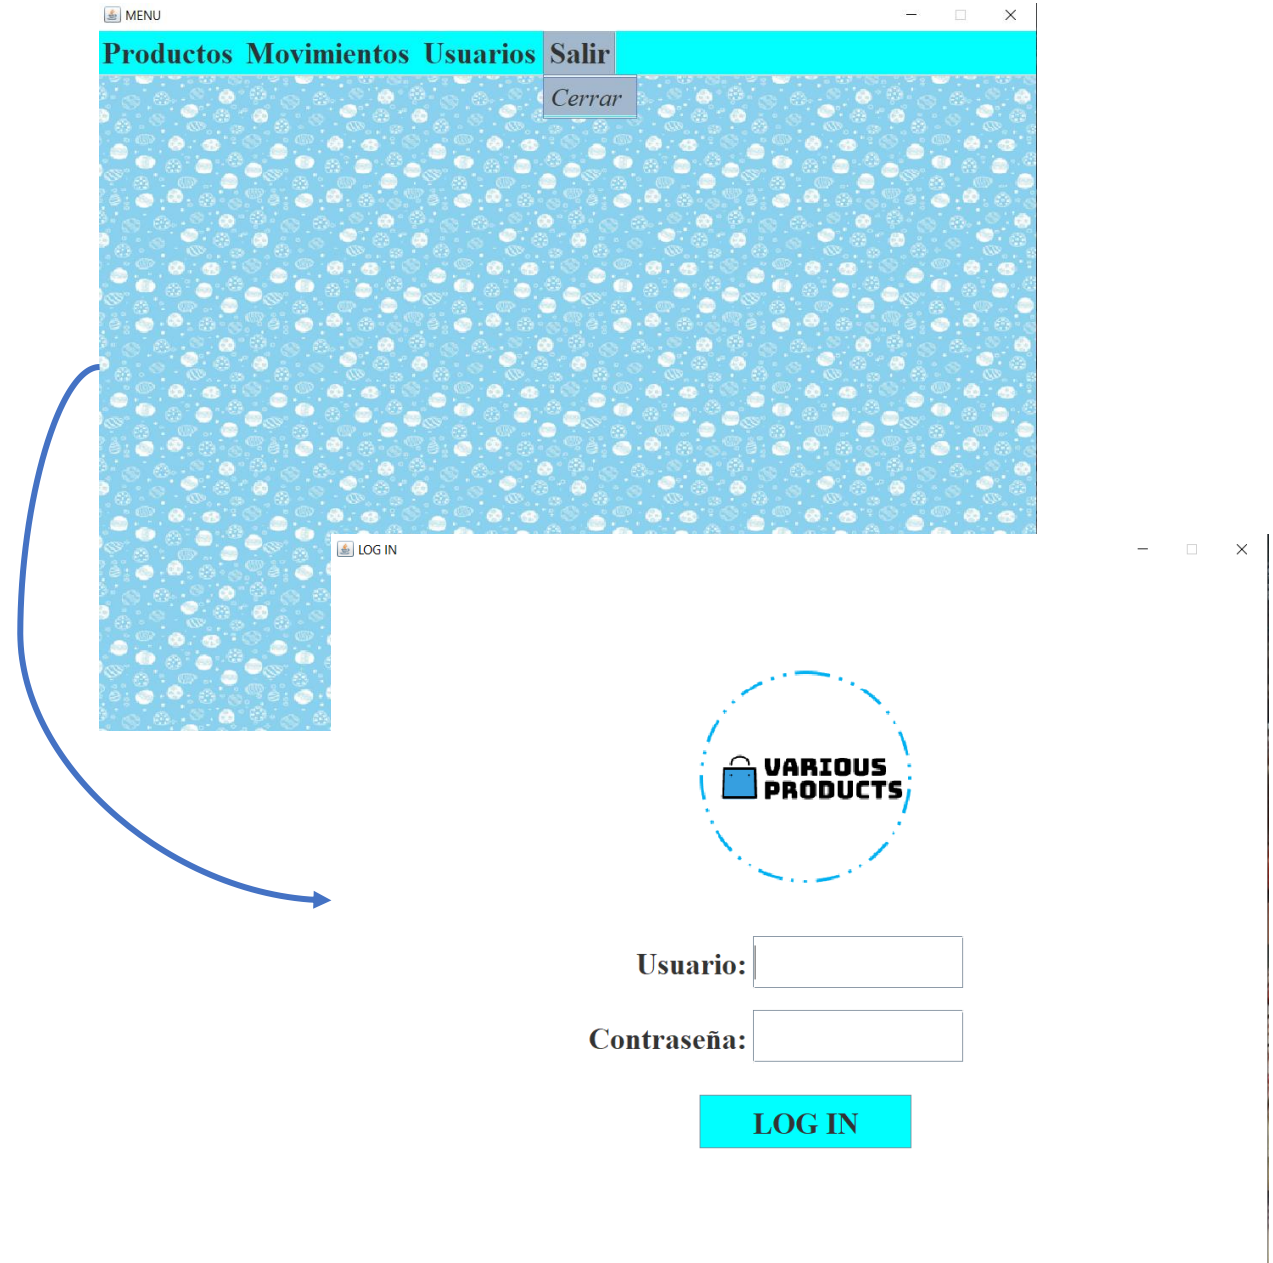 MENU
Productos Movimientos Usuarios Salir
Cerrar
LOG IN
VARIOUS
PRODUCTS
Usuario:
Contraseña:
LOG IN